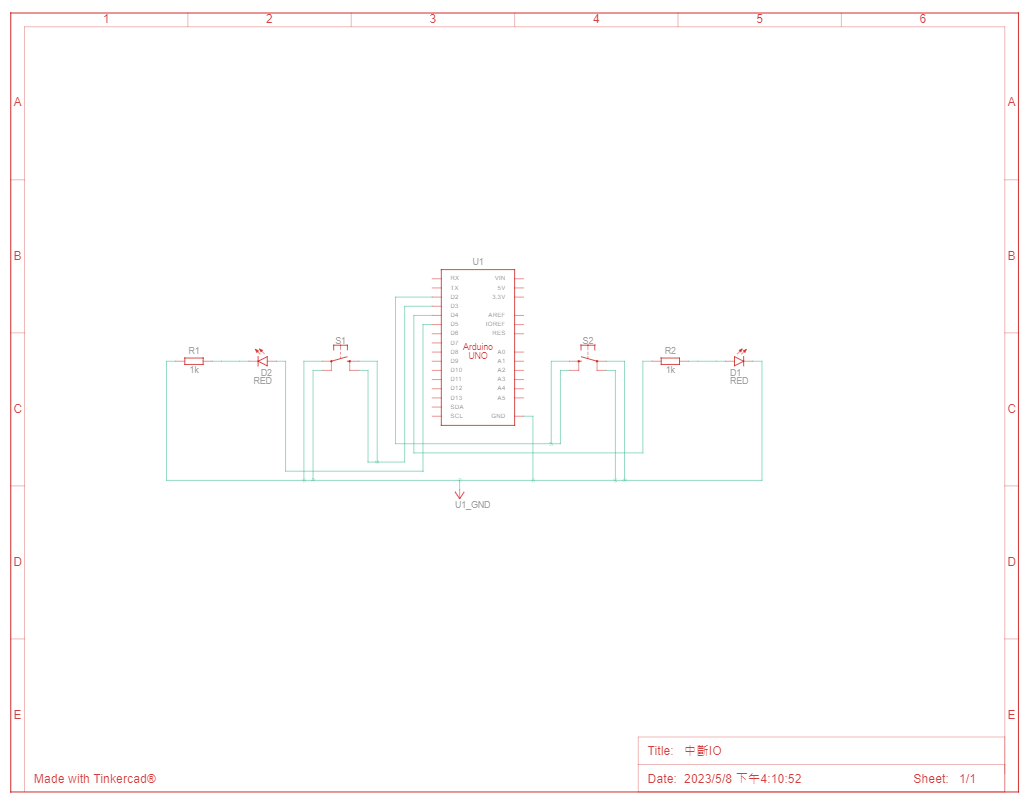 1 2 3 4 5 6
A A
B B
C C
D D
E E
U1
RX VIN
TX 5V
D2 3.3V
D3
D4 AREF
D5 IOREF
D6 RES
D7
D8 A0
D9 A1
D10 A2
D11 A3
D12 A4
D13 A5
SDA
SCL GND
Arduino
UNO
R1
1k
D2
RED
S1
S2
R2
1k
D1
RED
U1_GND
Title: 中斷IO
Made with Tinkercad® Date: 2023/5/8 下午4:10:52 Sheet: 1/1